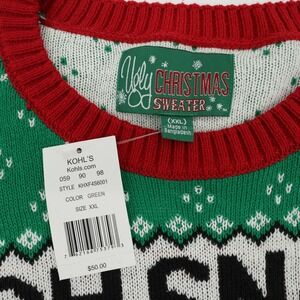 Ugly CHRISTMAS
SWEATER
(XXL)
Made in
Bangladesh
KOHL'S
Kohls.com
059 90 98
STYLE KHXF436001
COLOR GREEN
SIZE XXL
$50.00